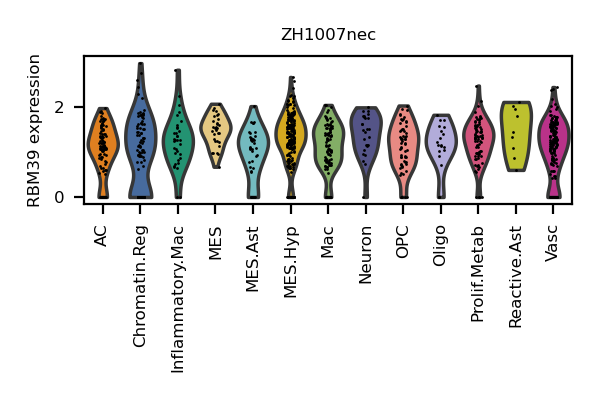 ZH1007nec
RBM39 expression
2
0
AC
Chromatin.Reg
Inflammatory.Mac
MES
MES.Ast
MES.Hyp
Mac
Neuron
OPC
Oligo
Prolif.Metab
Reactive.Ast
Vasc